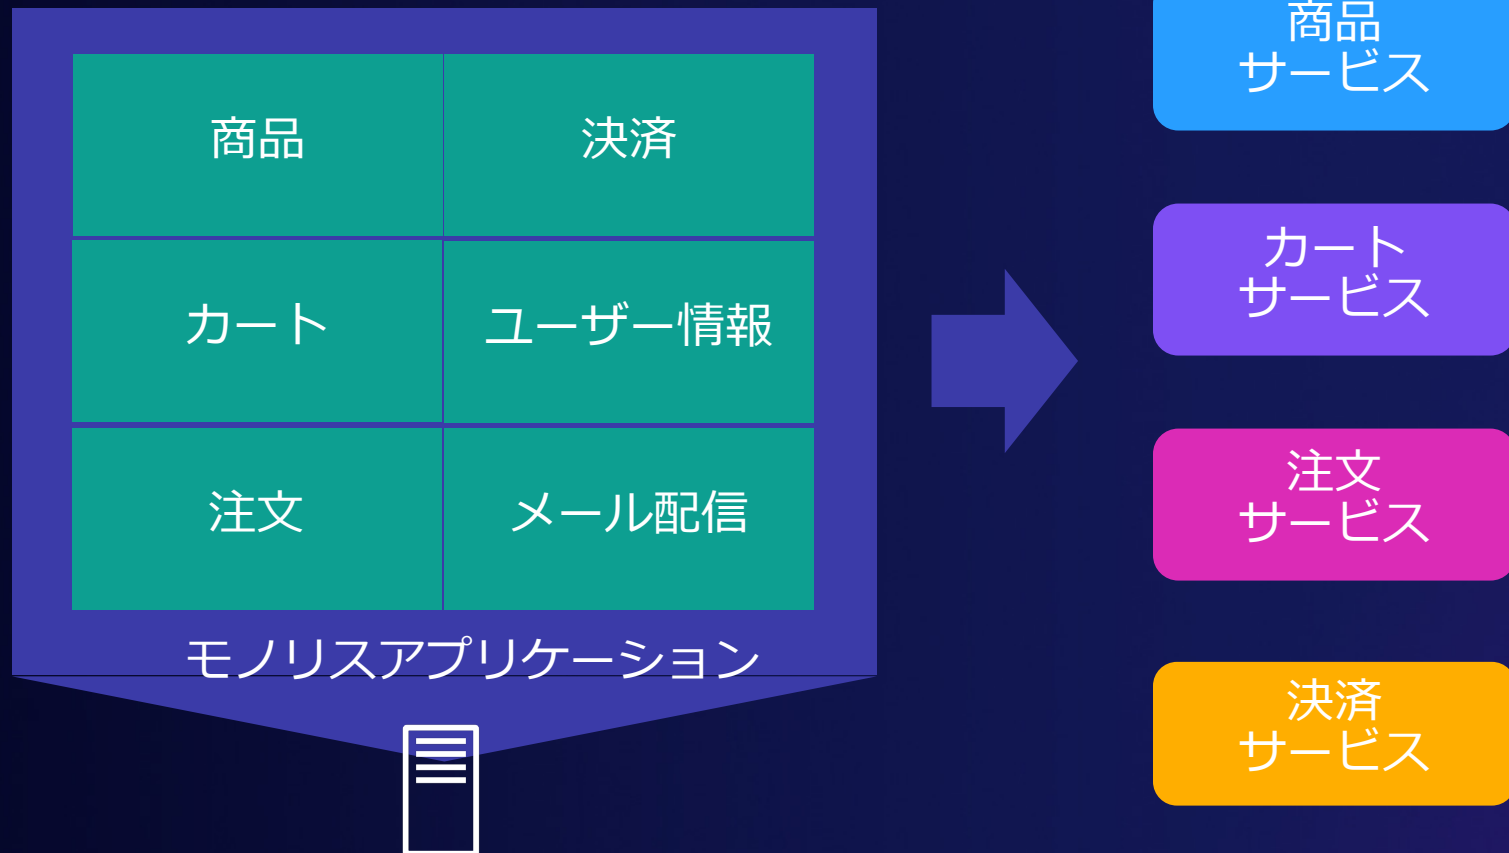 商品
決済
カート
ユーザー情報
注文
メール配信
モノリスアプリケーション
商品
サービス
カート
サービス
注文
サービス
決済
サービス